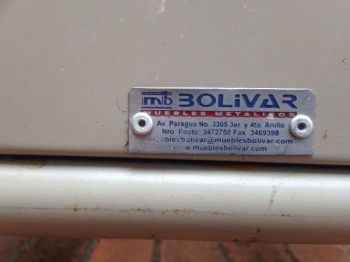 mb BOLiVAR
MUEBLES METALICOS
Av Paragua No. 3305 3er y 4to Anillo
Nro Fono 3472750 Fax. 3469398
mueblesbolivar@mueblesbolivar.com
www.mueblesbolivar.com